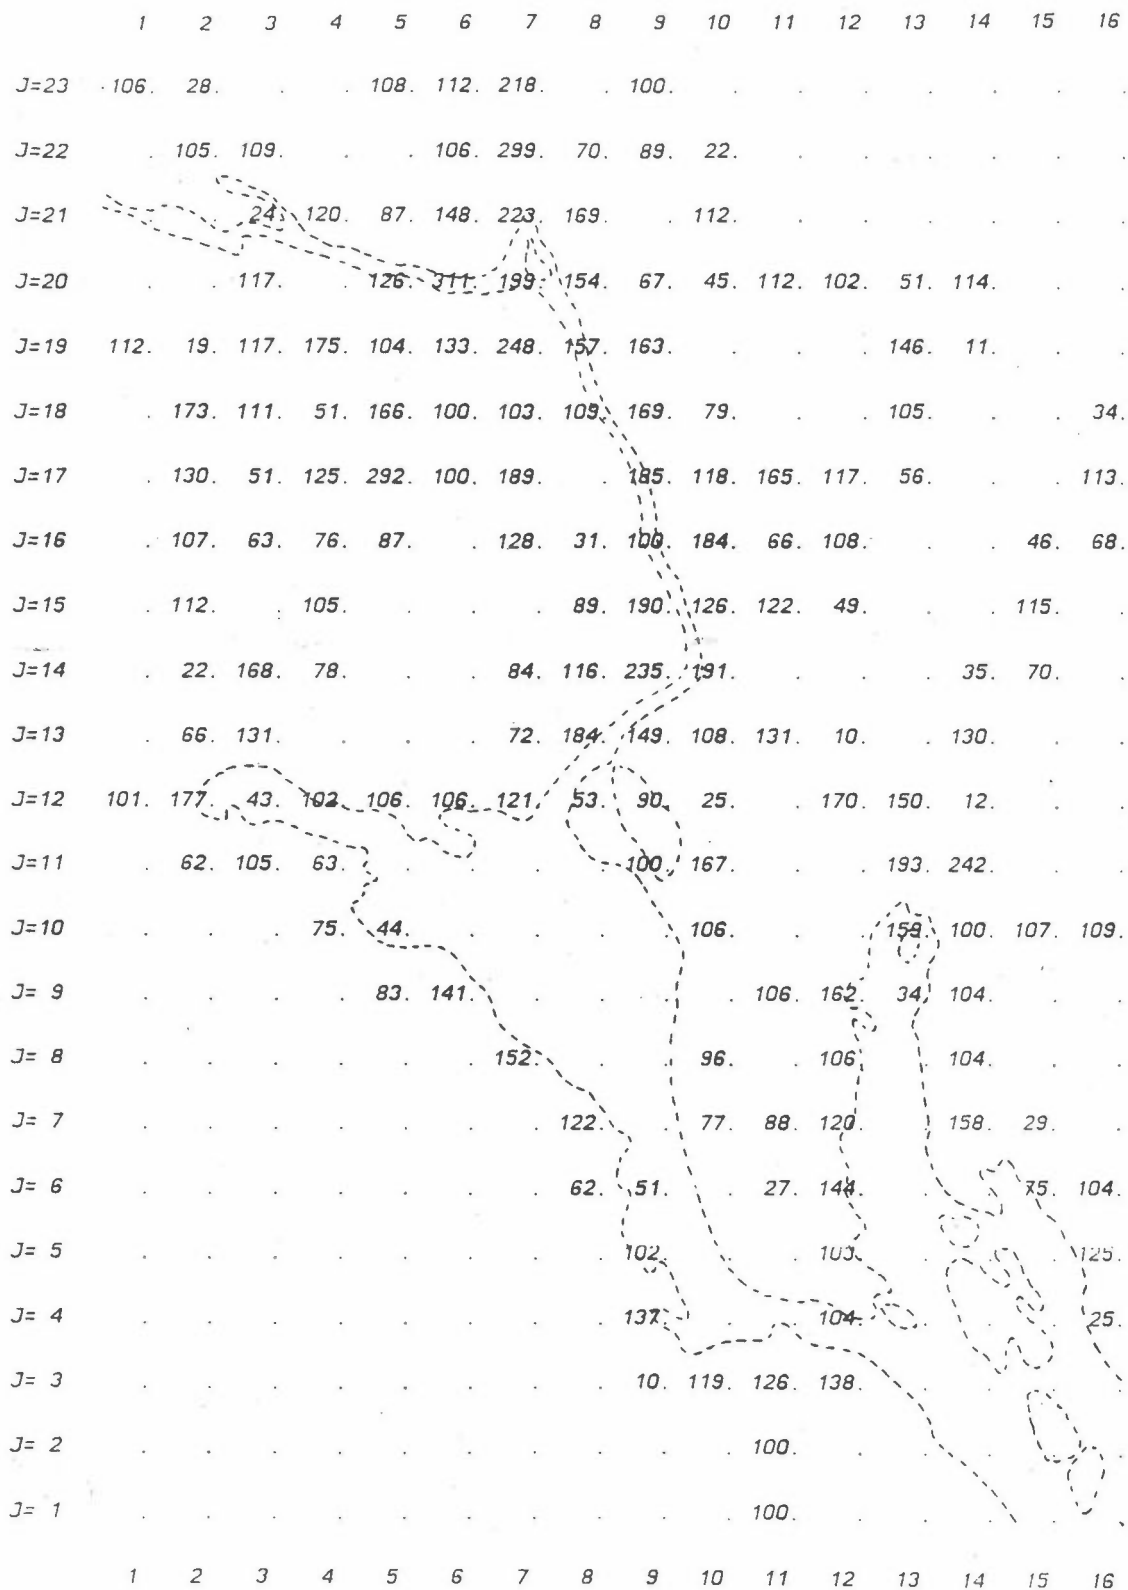 1 2 3 4 5 6 7 8 9 10 11 12 13 14 15 16
J=23 106. 28. . . 108. 112. 218. . 100. . . . . . . .
J=22 . 105. 109. . . 106. 299. 70. 89. 22. . . . . . .
J=21 . . 24. 120. 87. 148. 223. 169. . 112. . . . . . .
J=20 . . 117. . 126. 311. 199. 154. 67. 45. 112. 102. 51. 114. . .
J=19 112. 19. 117. 175. 104. 133. 248. 157. 163. . . . 146. 11. . .
J=18 . 173. 111. 51. 166. 100. 103. 109. 169. 79. . . 105. . . 34.
J=17 . 130. 51. 125. 292. 100. 189. . 185. 118. 165. 117. 56. . . 113.
J=16 . 107. 63. 76. 87. . 128. 31. 100. 184. 66. 108. . . 46. 68.
J=15 . 112. . 105. . . . 89. 190. 126. 122. 49. . . 115. .
J=14 . 22. 168. 78. . . 84. 116. 235. 191. . . . 35. 70. .
J=13 . 66. 131. . . . 72. 184. 149. 108. 131. 10. . 130. . .
J=12 101. 177. 43. 102. 106. 106. 121. 53. 90. 25. . 170. 150. 12. . .
J=11 . 62. 105. 63. . . . . 100. 167. . . 193. 242. . .
J=10 . . . 75. 44. . . . . 106. . . 159. 100. 107. 109.
J= 9 . . . . 83. 141. . . . . 106. 162. 34. 104. . .
J= 8 . . . . . . 152. . . 96. . 106. . 104. . .
J= 7 . . . . . . . 122. . 77. 88. 120. . 158. 29. .
J= 6 . . . . . . . 62. 51. . 27. 144. . . 75. 104.
J= 5 . . . . . . . . 102. . . 103. . . . 125.
J= 4 . . . . . . . . 137. . . 104. . . . 25.
J= 3 . . . . . . . . 10. 119. 126. 138. . . . .
J= 2 . . . . . . . . . . 100. . . . . .
J= 1 . . . . . . . . . . 100. . . . . .
1 2 3 4 5 6 7 8 9 10 11 12 13 14 15 16